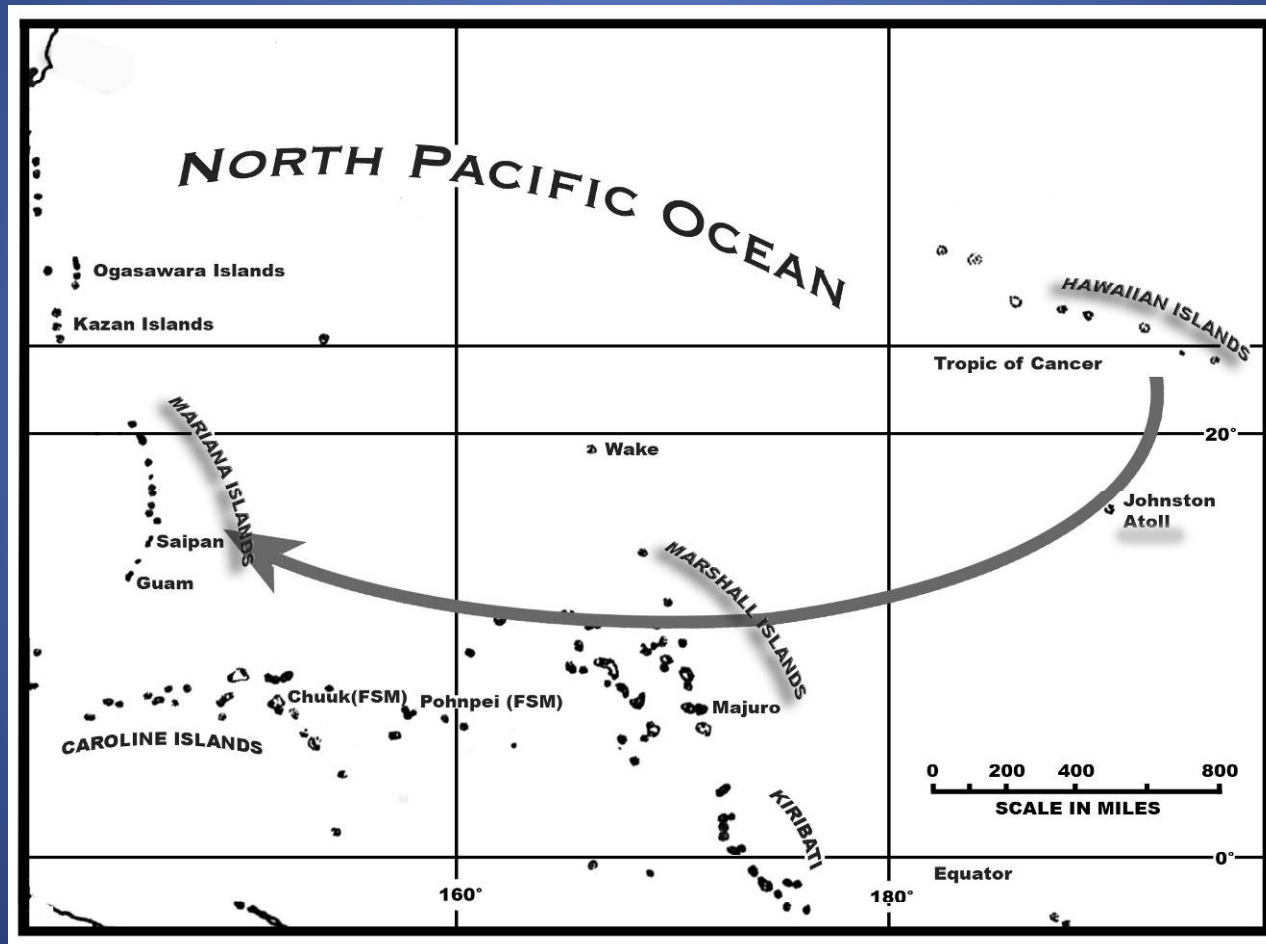 NORTH PACIFIC OCEAN
Ogasawara Islands
HAWAIIAN ISLANDS
Kazan Islands
Tropic of Cancer
MARIANA ISLANDS
20°
Wake
Johnston
Atoll
Saipan
MARSHALL ISLANDS
Guam
Chuuk(FSM)
Pohnpei (FSM)
Majuro
CAROLINE ISLANDS
0 200 400 800
SCALE IN MILES
KIRIBATI
0°
Equator
160°
180°